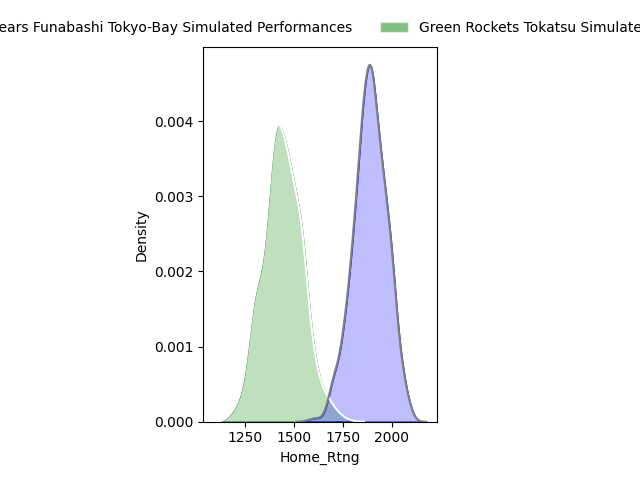 ears Funabashi Tokyo-Bay Simulated Performances
Green Rockets Tokatsu Simulate
Density
0.004
0.003
0.002
0.001
0.000
1250 1500 1750 2000
Home_Rtng